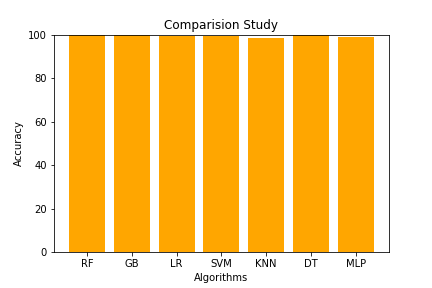 Comparision Study
100
80
60
40
20
0
Accuracy
RF GB LR SVM KNN DT MLP
Algorithms